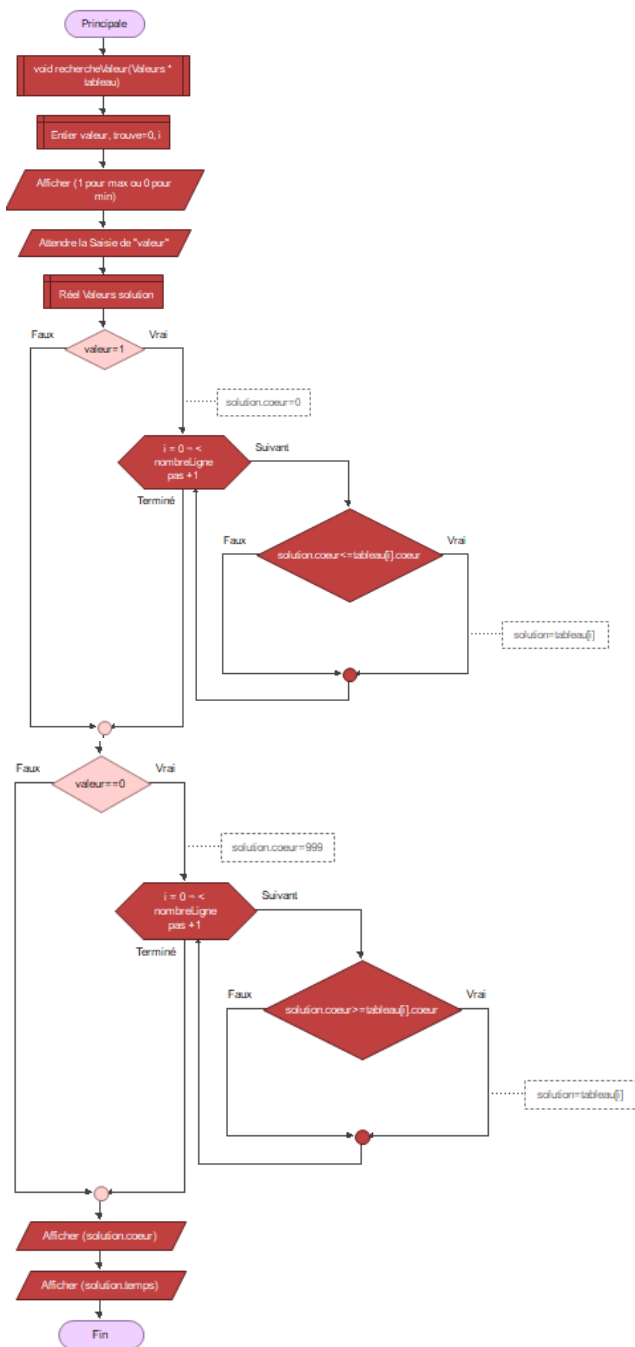 Principale
void rechercheValeur(Valeurs *
tableau)
Entier valeur, trouve=0, i
Afficher (1 pour max ou 0 pour
min)
Attendre la Saisie de "valeur"
Réel Valeurs solution
Faux
Vrai
valeur=1
solution.coeur=0
i = 0 ~ <
nombreLigne
pas +1
Suivant
Terminé
Faux
Vrai
solution.coeur<=tableau[i].coeur
solution=tableau[i]
Faux
Vrai
valeur==0
solution.coeur=999
i = 0 ~ <
nombreLigne
pas +1
Suivant
Terminé
Faux
Vrai
solution.coeur>=tableau[i].coeur
solution=tableau[i]
Afficher (solution.coeur)
Afficher (solution.temps)
Fin